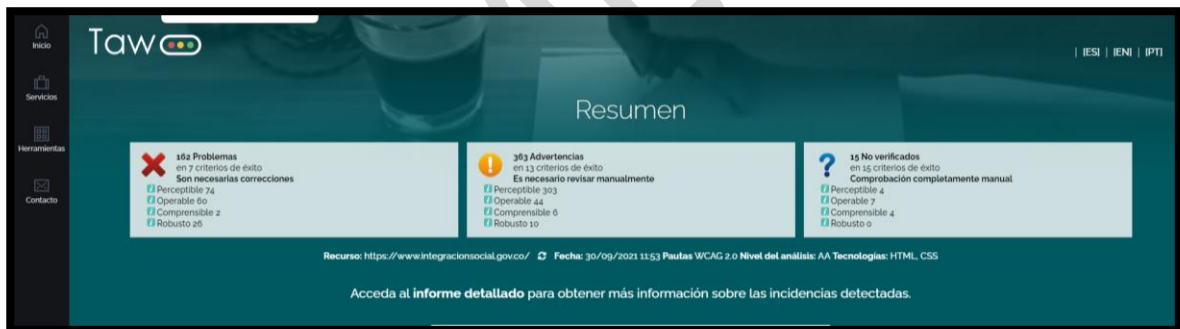 Inicio
Servicios
Herramientas
Contacto
Taw
| [ES] | [EN] | [PT]
Resumen
162 Problemas
en 7 criterios de éxito
Son necesarias correcciones
Perceptible 74
Operable 60
Comprensible 2
Robusto 26
363 Advertencias
en 13 criterios de éxito
Es necesario revisar manualmente
Perceptible 303
Operable 44
Comprensible 6
Robusto 10
15 No verificados
en 15 criterios de éxito
Comprobación completamente manual
Perceptible 4
Operable 7
Comprensible 4
Robusto 0
Recurso: https://www.integracionsocial.gov.co/ Fecha: 30/09/2021 11:53 Pautas WCAG 2.0 Nivel del análisis: AA Tecnologías: HTML, CSS
Acceda al informe detallado para obtener más información sobre las incidencias detectadas.